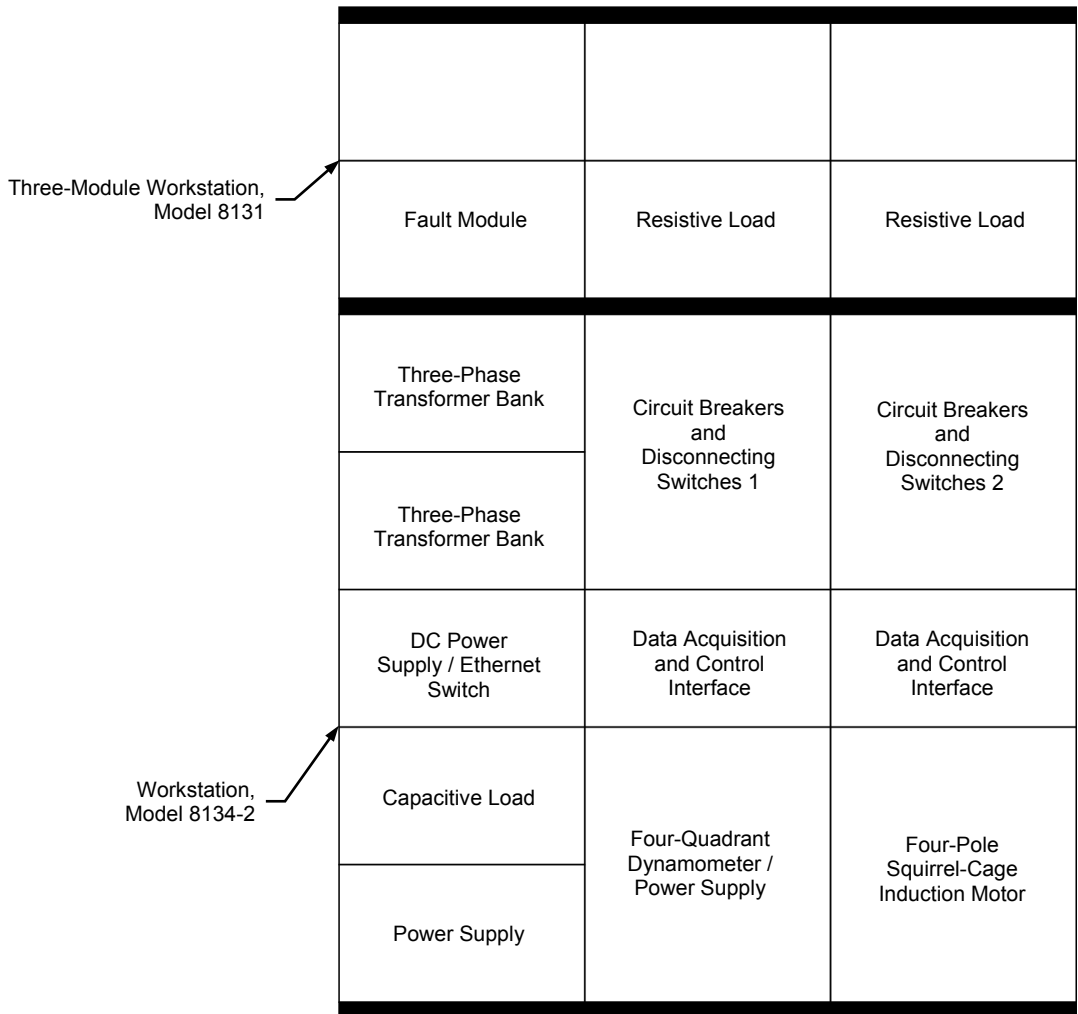 Three-Module Workstation,
Model 8131
Fault Module
Resistive Load
Resistive Load
Three-Phase
Transformer Bank
Circuit Breakers
and
Disconnecting
Switches 1
Circuit Breakers
and
Disconnecting
Switches 2
Three-Phase
Transformer Bank
DC Power
Supply / Ethernet
Switch
Data Acquisition
and Control
Interface
Data Acquisition
and Control
Interface
Workstation,
Model 8134-2
Capacitive Load
Four-Quadrant
Dynamometer /
Power Supply
Four-Pole
Squirrel-Cage
Induction Motor
Power Supply